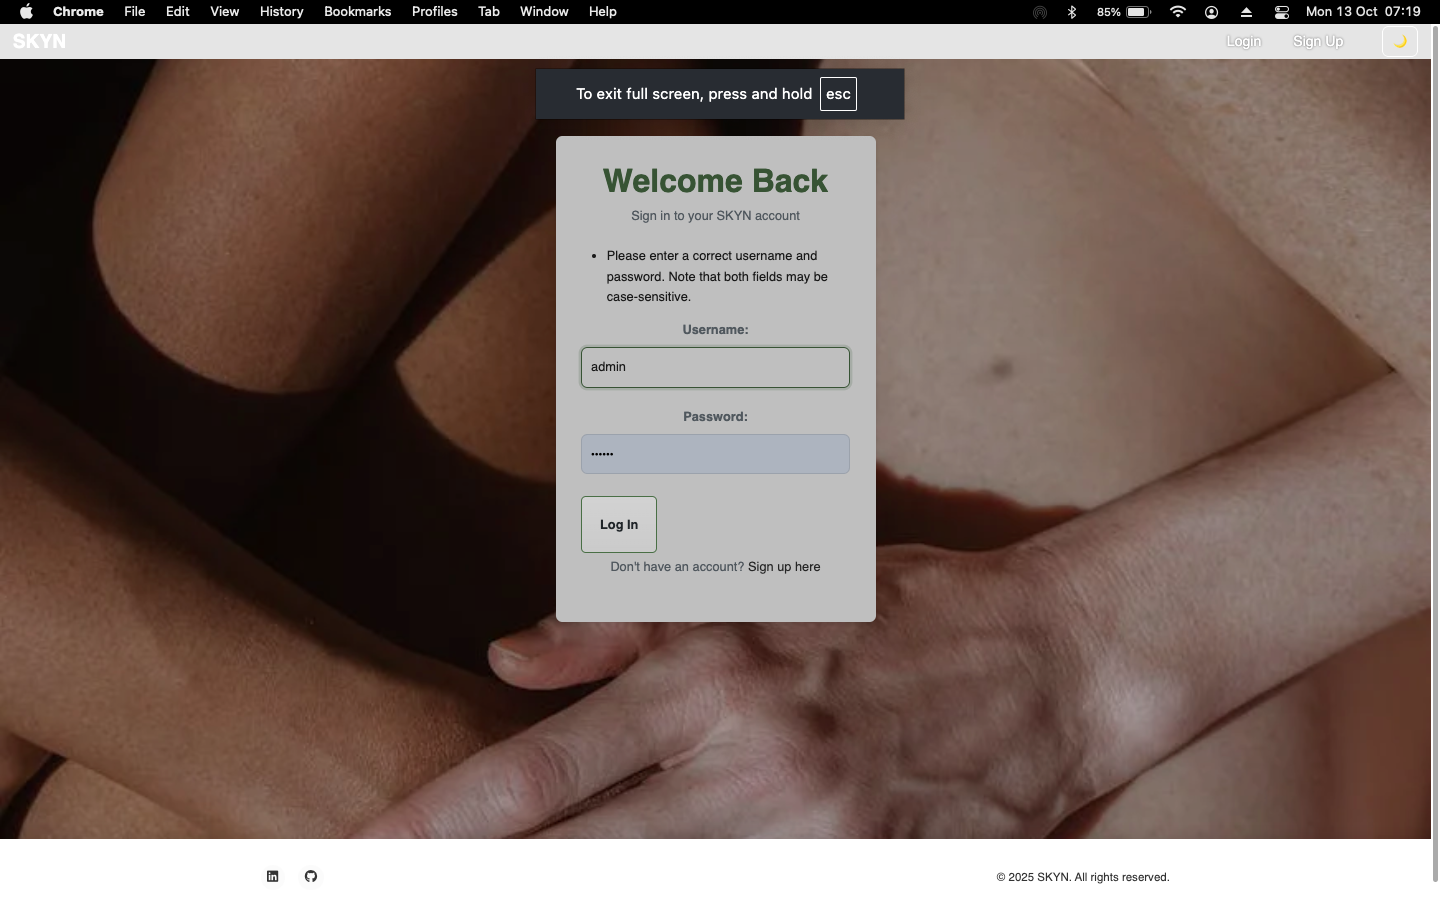 Chrome File Edit View History Bookmarks Profiles Tab Window Help 85% Mon 13 Oct 07:19
SKYN Login Sign Up
To exit full screen, press and hold esc
Welcome Back
Sign in to your SKYN account
• Please enter a correct username and
password. Note that both fields may be
case-sensitive.
Username:
admin
Password:
••••••
Log In
Don't have an account? Sign up here
© 2025 SKYN. All rights reserved.